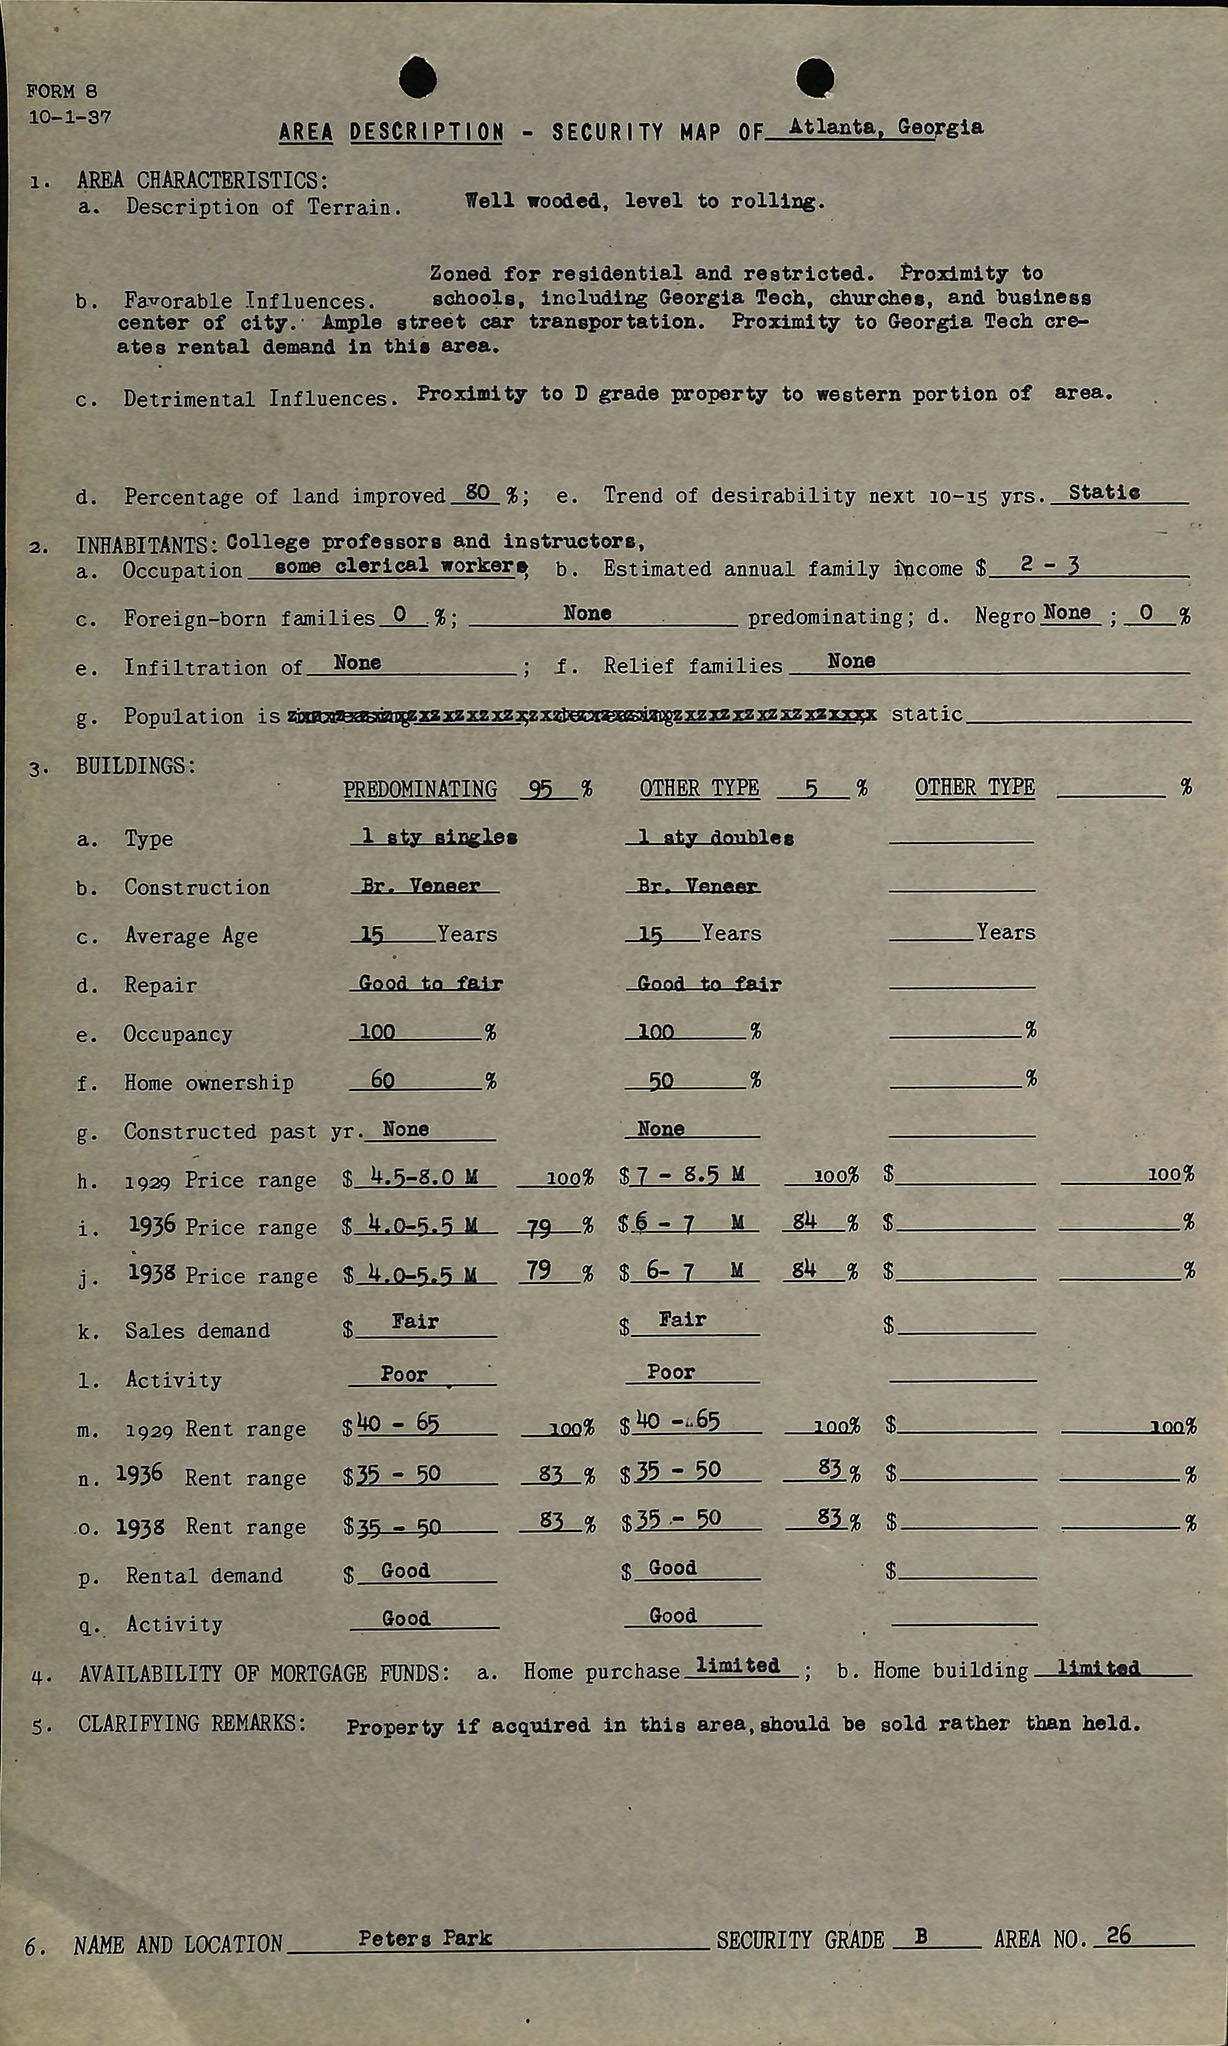 FORM 8
10-1-37
AREA DESCRIPTION - SECURITY MAP OF Atlanta, Georgia
1. AREA CHARACTERISTICS:
a. Description of Terrain. Well wooded, level to rolling.
Zoned for residential and restricted. Proximity to
b. Favorable Influences. schools, including Georgia Tech, churches, and business
center of city. Ample street car transportation. Proximity to Georgia Tech cre-
ates rental demand in this area.
c. Detrimental Influences. Proximity to D grade property to western portion of area.
d. Percentage of land improved 80 %; e. Trend of desirability next 10-15 yrs. Static
2. INHABITANTS: College professors and instructors,
a. Occupation some clerical workers; b. Estimated annual family income $ 2 - 3
c. Foreign-born families 0 %; None predominating; d. Negro None ; 0 %
e. Infiltration of None ; f. Relief families None
g. Population is static
3. BUILDINGS:
PREDOMINATING 95 % OTHER TYPE 5 % OTHER TYPE %
a. Type 1 sty singles 1 sty doubles
b. Construction Br. Veneer Br. Veneer
c. Average Age 15 Years 15 Years Years
d. Repair Good to fair Good to fair
e. Occupancy 100 % 100 % %
f. Home ownership 60 % 50 % %
g. Constructed past yr. None None
h. 1929 Price range $ 4.5-8.0 M 100% $ 7 - 8.5 M 100% $ 100%
i. 1936 Price range $ 4.0-5.5 M 79 % $ 6 - 7 M 84 % $ %
j. 1938 Price range $ 4.0-5.5 M 79 % $ 6- 7 M 84 % $ %
k. Sales demand $ Fair $ Fair $
l. Activity Poor Poor
m. 1929 Rent range $ 40 - 65 100% $ 40 - 65 100% $ 100%
n. 1936 Rent range $ 35 - 50 83 % $ 35 - 50 83 % $ %
o. 1938 Rent range $ 35 - 50 83 % $ 35 - 50 83 % $ %
p. Rental demand $ Good $ Good $
q. Activity Good Good
4. AVAILABILITY OF MORTGAGE FUNDS: a. Home purchase limited ; b. Home building limited
5. CLARIFYING REMARKS: Property if acquired in this area, should be sold rather than held.
6. NAME AND LOCATION Peters Park SECURITY GRADE B AREA NO. 26